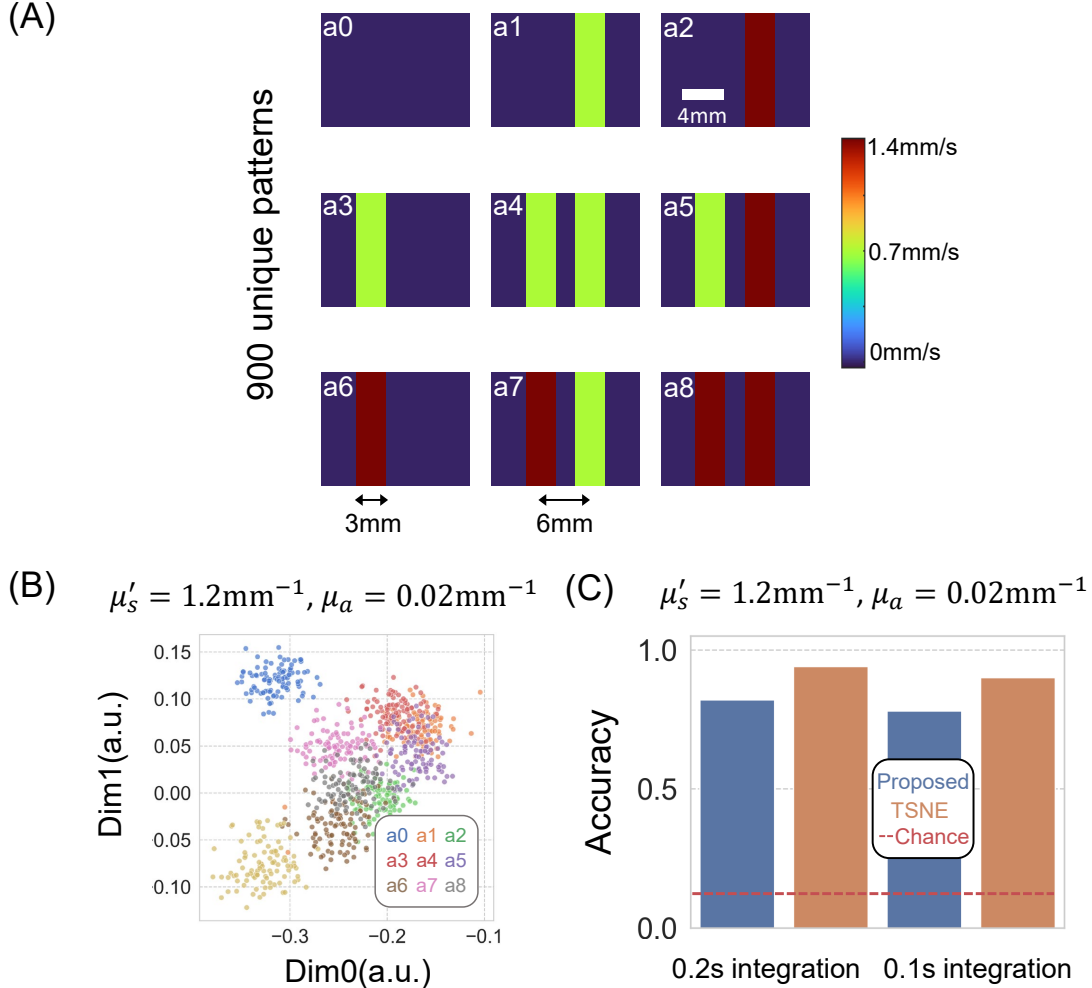 (A)
900 unique patterns
a0 a1 a2
4mm
a3 a4 a5
a6 a7 a8
3mm 6mm
1.4mm/s
0.7mm/s
0mm/s
(B)
μ′ₛ = 1.2mm⁻¹, μₐ = 0.02mm⁻¹
Dim1(a.u.)
0.15
0.10
0.05
0.00
0.05
0.10
−0.3 −0.2 −0.1
Dim0(a.u.)
a0 a1 a2
a3 a4 a5
a6 a7 a8
(C)
μ′ₛ = 1.2mm⁻¹, μₐ = 0.02mm⁻¹
Accuracy
1.0
0.5
0.0
Proposed
TSNE
--Chance
0.2s integration 0.1s integration